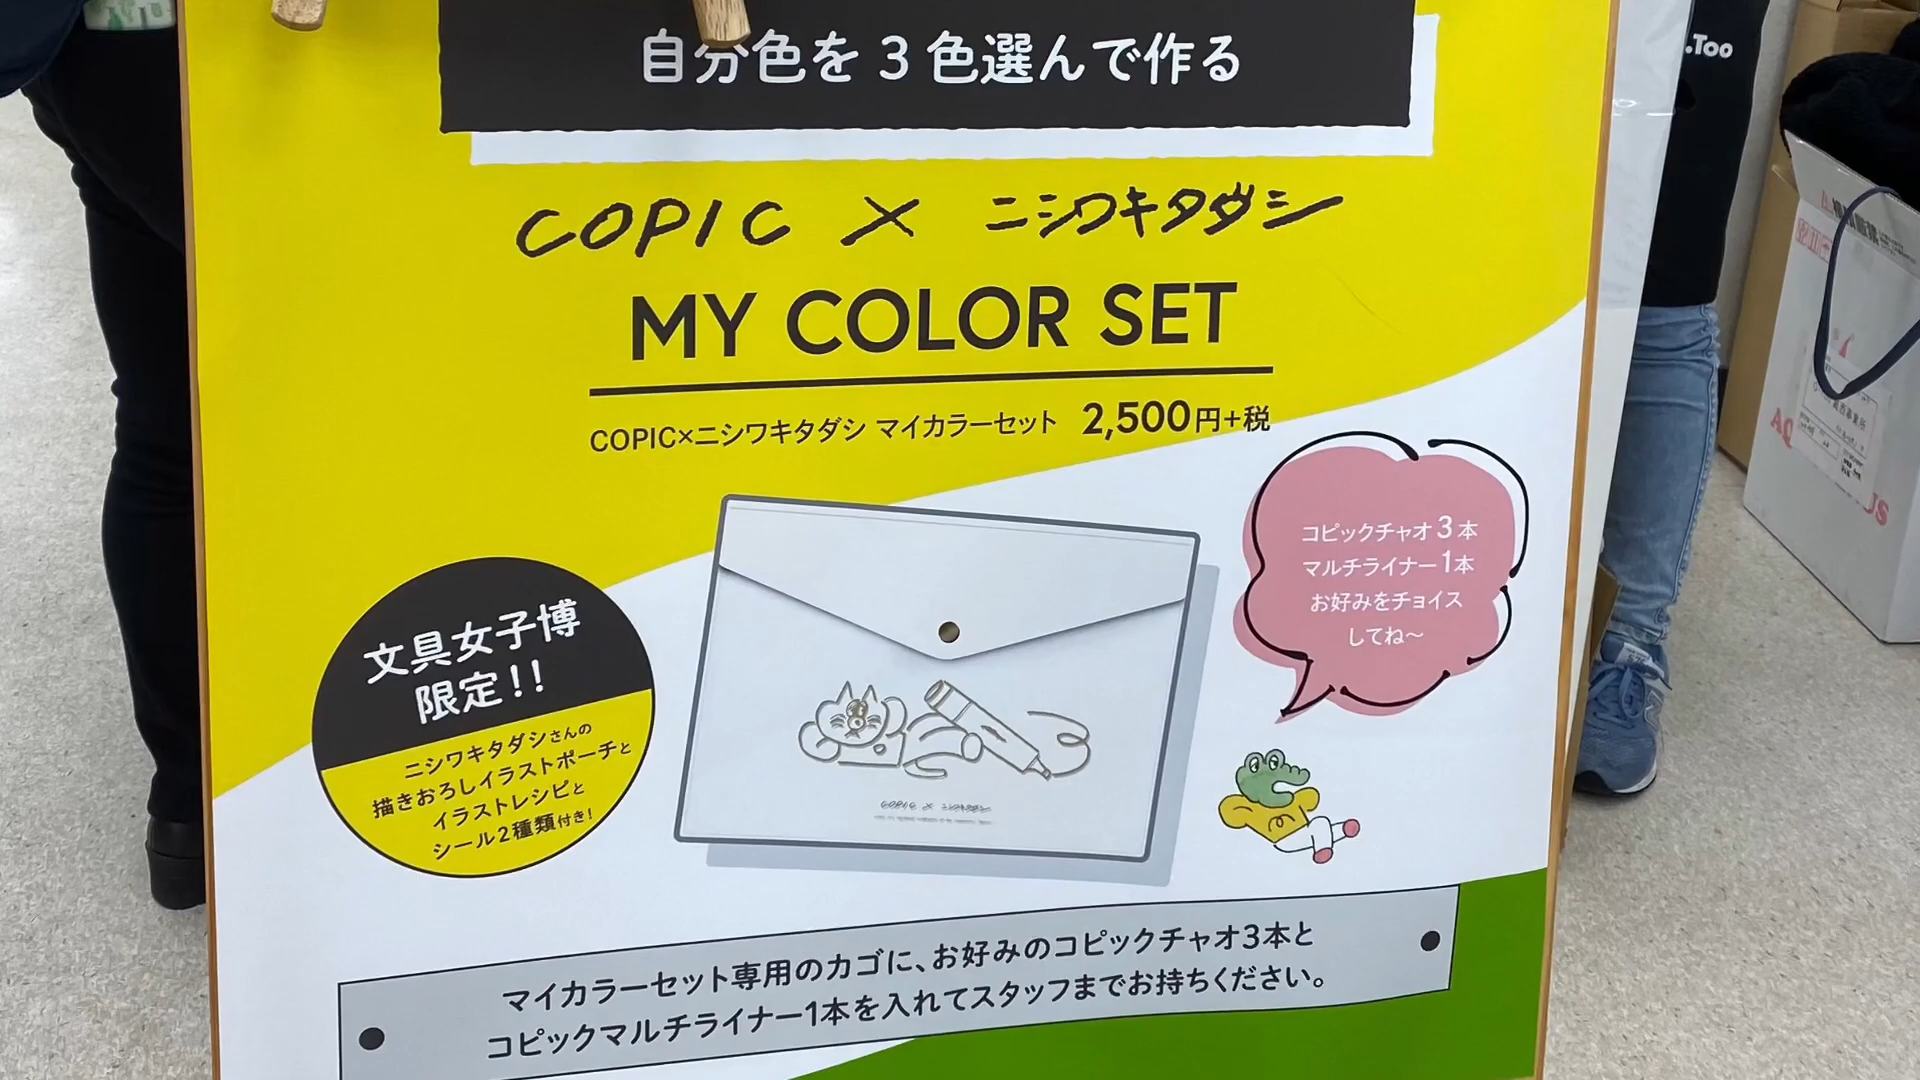 自分色を3色選んで作る
.Too
COPIC × ニシワキタダシ
MY COLOR SET
COPIC×ニシワキタダシ マイカラーセット 2,500円+税
コピックチャオ3本
マルチライナー1本
お好みをチョイス
してね〜
文具女子博
限定!!
ニシワキタダシさんの
描きおろしイラストポーチと
イラストレシピと
シール2種類付き!
COPIC × ニシワキタダシ
マイカラーセット専用のカゴに、お好みのコピックチャオ3本と
コピックマルチライナー1本を入れてスタッフまでお持ちください。